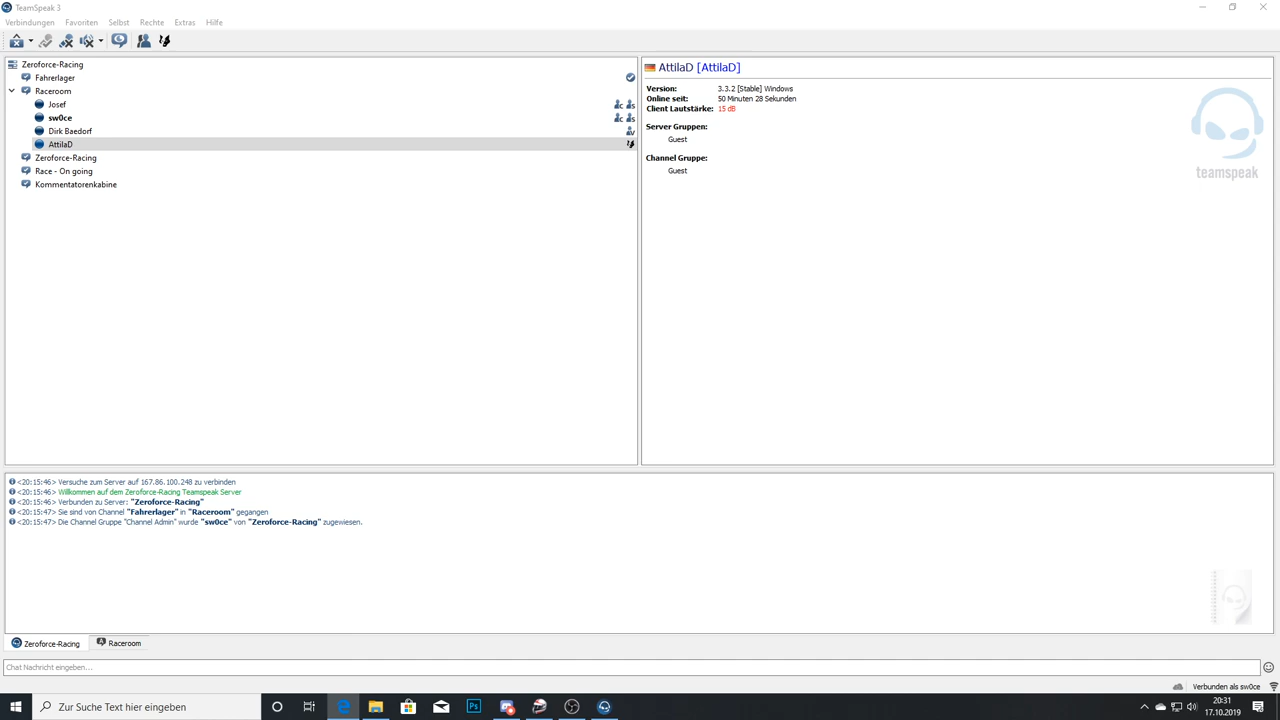 TeamSpeak 3
Verbindungen Favoriten Selbst Rechte Extras Hilfe
Zeroforce-Racing
Fahrerlager
Raceroom
Josef
sw0ce
Dirk Baedorf
AttilaD
Zeroforce-Racing
Race - On going
Kommentatorenkabine
AttilaD [AttilaD]
Version: 3.3.2 [Stable] Windows
Online seit: 50 Minuten 28 Sekunden
Client Lautstärke: 15 dB
Server Gruppen:
Guest
Channel Gruppe:
Guest
teamspeak
<20:15:46> Versuche zum Server auf 167.86.100.248 zu verbinden
<20:15:46> Willkommen auf dem Zeroforce-Racing Teamspeak Server
<20:15:46> Verbunden zu Server: "Zeroforce-Racing"
<20:15:47> Sie sind von Channel "Fahrerlager" in "Raceroom" gegangen
<20:15:47> Die Channel Gruppe "Channel Admin" wurde "sw0ce" von "Zeroforce-Racing" zugewiesen.
Zeroforce-Racing Raceroom
Chat Nachricht eingeben...
Verbunden als sw0ce
Zur Suche Text hier eingeben
Ps
20:31
17.10.2019